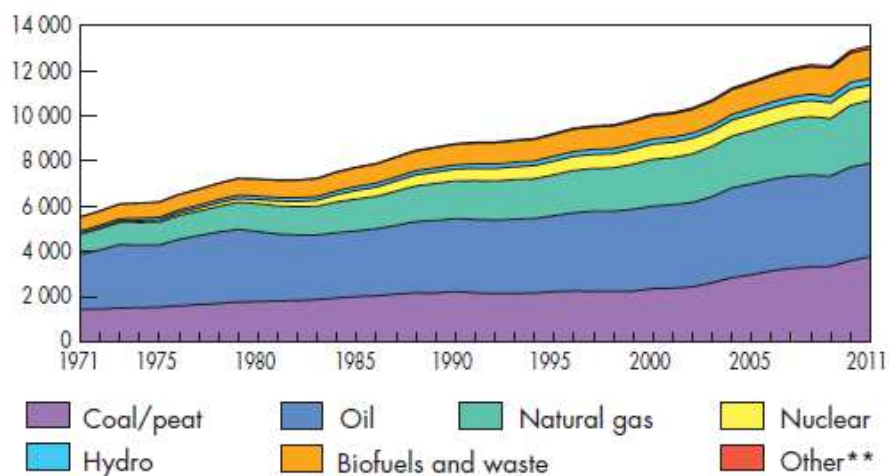 14 000
12 000
10 000
8 000
6 000
4 000
2 000
0
1971 1975 1980 1985 1990 1995 2000 2005 2011
Coal/peat Oil Natural gas Nuclear
Hydro Biofuels and waste Other**